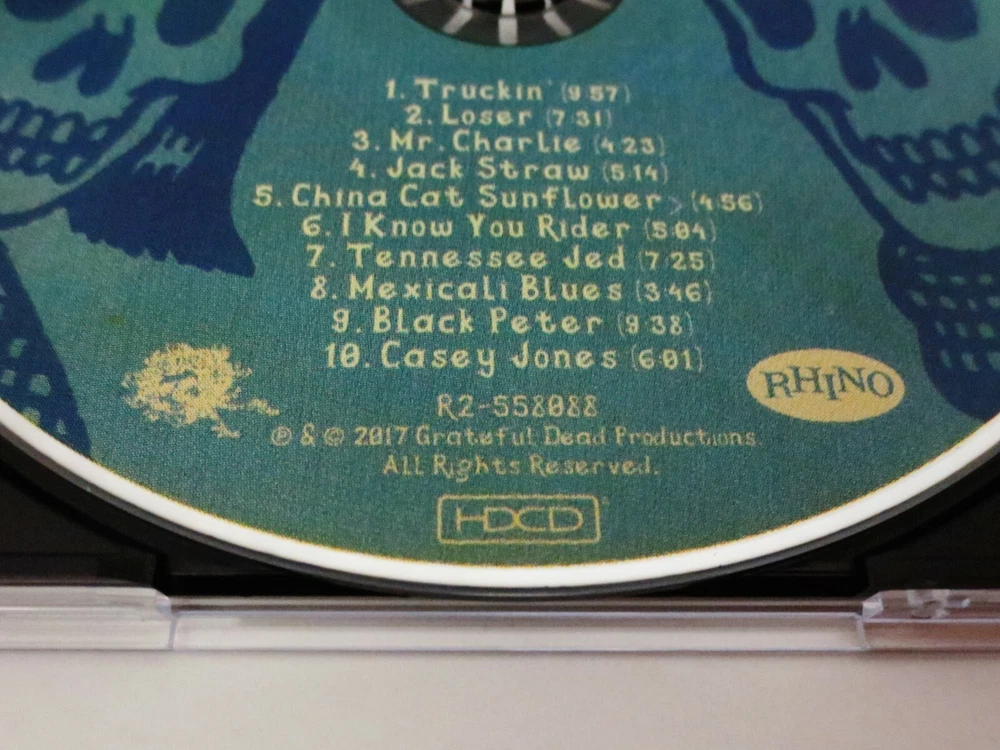 1. Truckin' (9:57)
2. Loser (7:31)
3. Mr. Charlie (4:23)
4. Jack Straw (5:14)
5. China Cat Sunflower > (4:56)
6. I Know You Rider (5:04)
7. Tennessee Jed (7:25)
8. Mexicali Blues (3:46)
9. Black Peter (9:38)
10. Casey Jones (6:01)
RHINO
R2-558088
℗ & © 2017 Grateful Dead Productions.
All Rights Reserved.
HDCD®